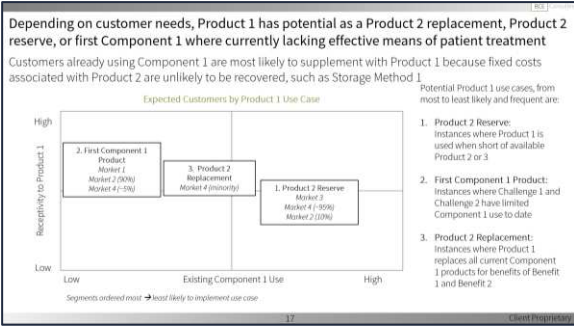 Depending on customer needs, Product 1 has potential as a Product 2 replacement, Product 2
reserve, or first Component 1 where currently lacking effective means of patient treatment
Customers already using Component 1 are most likely to supplement with Product 1 because fixed costs
associated with Product 2 are unlikely to be recovered, such as Storage Method 1
Expected Customers by Product 1 Use Case
High
Receptivity to Product 1
Low
2. First Component 1
Product
Market 1
Market 2 (90%)
Market 4 (~5%)
3. Product 2
Replacement
Market 4 (minority)
1. Product 2 Reserve
Market 3
Market 4 (~95%)
Market 2 (10%)
Low
Existing Component 1 Use
High
Segments ordered most → least likely to implement use case
Potential Product 1 use cases, from
most to least likely and frequent are:
1. Product 2 Reserve:
Instances where Product 1 is
used when short of available
Product 2 or 3
2. First Component 1 Product:
Instances where Challenge 1 and
Challenge 2 have limited
Component 1 use to date
3. Product 2 Replacement:
Instances where Product 1
replaces all current Component
1 products for benefits of Benefit
1 and Benefit 2
17
Client Proprietary